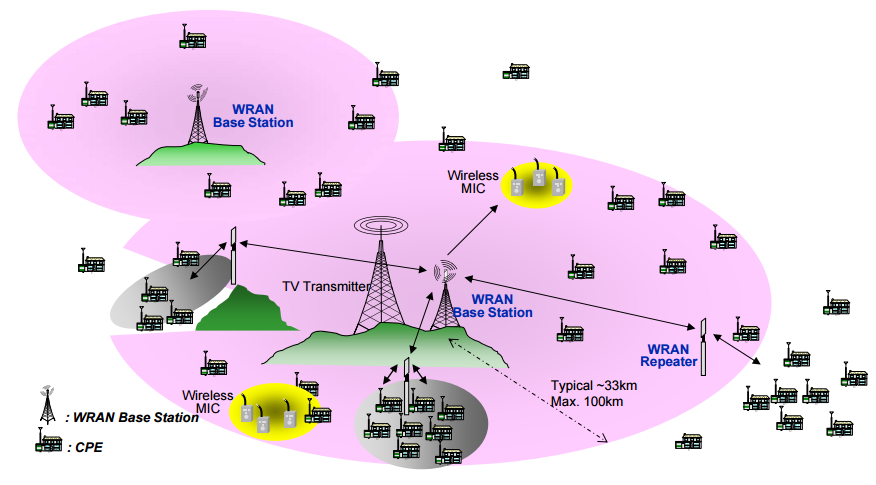 WRAN
Base Station
Wireless
MIC
TV Transmitter
WRAN
Base Station
WRAN
Repeater
Typical ~33km
Max. 100km
Wireless
MIC
: WRAN Base Station
: CPE